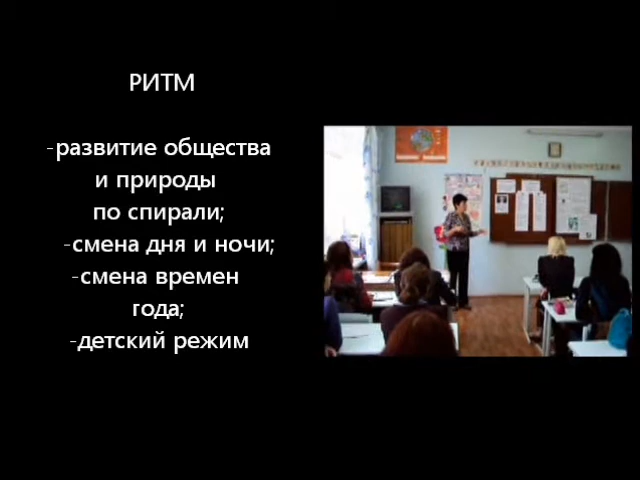 РИТМ
-развитие общества
и природы
по спирали;
-смена дня и ночи;
-смена времен
года;
-детский режим